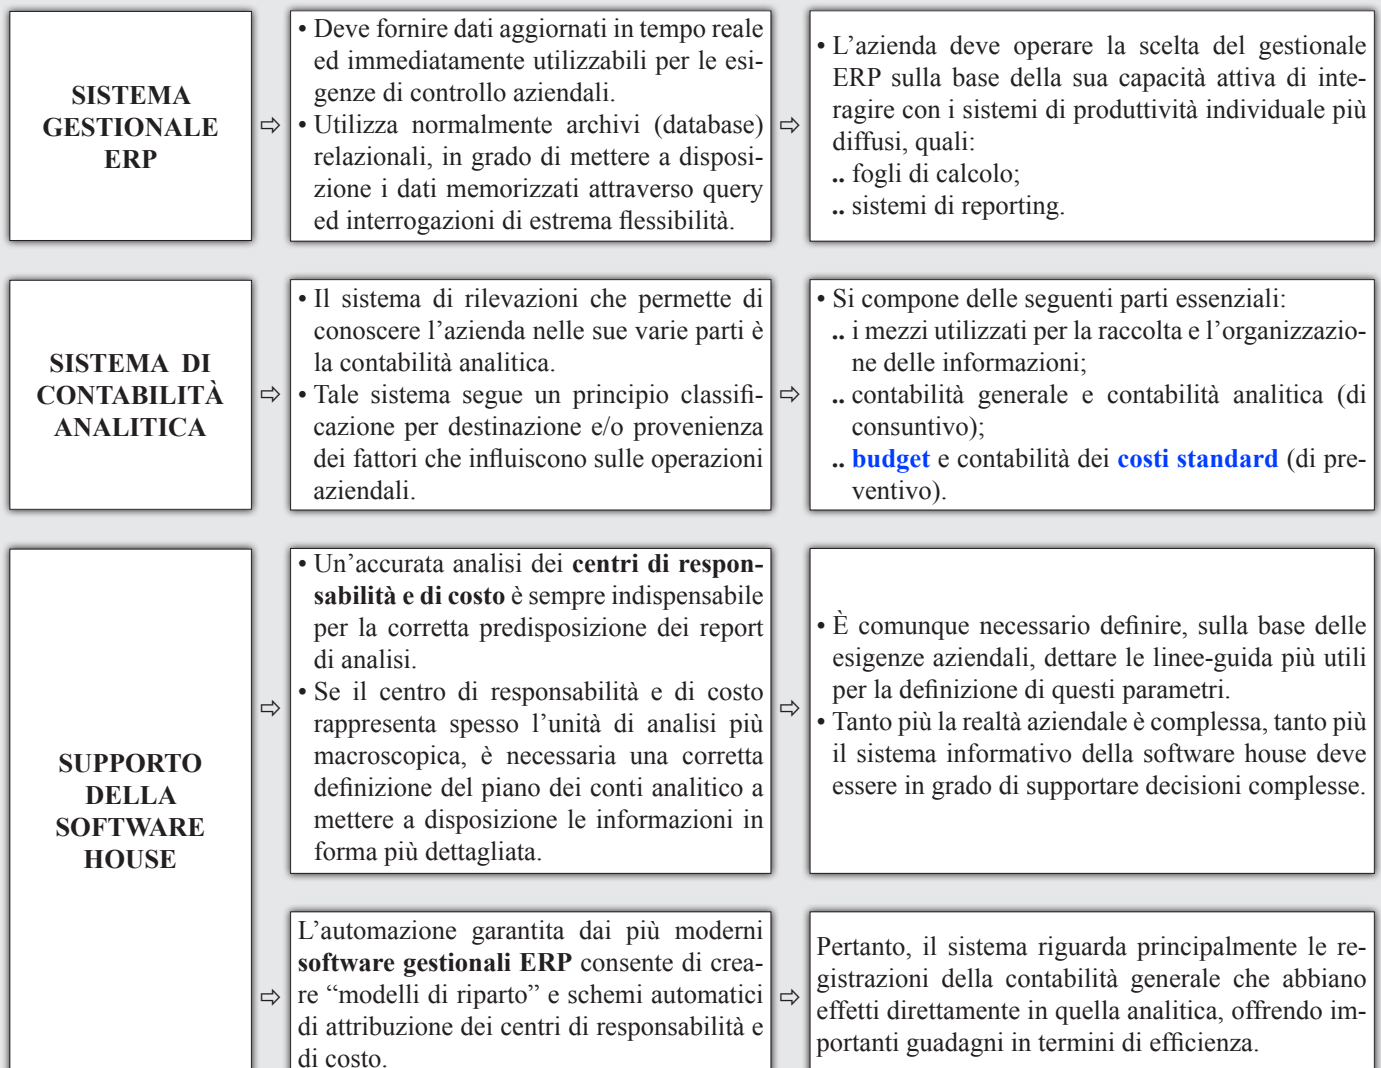 SISTEMA
GESTIONALE
ERP
⇨
• Deve fornire dati aggiornati in tempo reale
ed immediatamente utilizzabili per le esi-
genze di controllo aziendali.
• Utilizza normalmente archivi (database)
relazionali, in grado di mettere a disposi-
zione i dati memorizzati attraverso query
ed interrogazioni di estrema flessibilità.
⇨
• L’azienda deve operare la scelta del gestionale
ERP sulla base della sua capacità attiva di inte-
ragire con i sistemi di produttività individuale più
diffusi, quali:
.. fogli di calcolo;
.. sistemi di reporting.
SISTEMA DI
CONTABILITÀ
ANALITICA
⇨
• Il sistema di rilevazioni che permette di
conoscere l’azienda nelle sue varie parti è
la contabilità analitica.
• Tale sistema segue un principio classifi-
cazione per destinazione e/o provenienza
dei fattori che influiscono sulle operazioni
aziendali.
⇨
• Si compone delle seguenti parti essenziali:
.. i mezzi utilizzati per la raccolta e l’organizzazio-
ne delle informazioni;
.. contabilità generale e contabilità analitica (di
consuntivo);
.. budget e contabilità dei costi standard (di pre-
ventivo).
SUPPORTO
DELLA
SOFTWARE
HOUSE
⇨
• Un’accurata analisi dei centri di respon-
sabilità e di costo è sempre indispensabile
per la corretta predisposizione dei report
di analisi.
• Se il centro di responsabilità e di costo
rappresenta spesso l’unità di analisi più
macroscopica, è necessaria una corretta
definizione del piano dei conti analitico a
mettere a disposizione le informazioni in
forma più dettagliata.
⇨
• È comunque necessario definire, sulla base delle
esigenze aziendali, dettare le linee-guida più utili
per la definizione di questi parametri.
• Tanto più la realtà aziendale è complessa, tanto più
il sistema informativo della software house deve
essere in grado di supportare decisioni complesse.
⇨
L’automazione garantita dai più moderni
software gestionali ERP consente di crea-
re “modelli di riparto” e schemi automatici
di attribuzione dei centri di responsabilità e
di costo.
⇨
Pertanto, il sistema riguarda principalmente le re-
gistrazioni della contabilità generale che abbiano
effetti direttamente in quella analitica, offrendo im-
portanti guadagni in termini di efficienza.